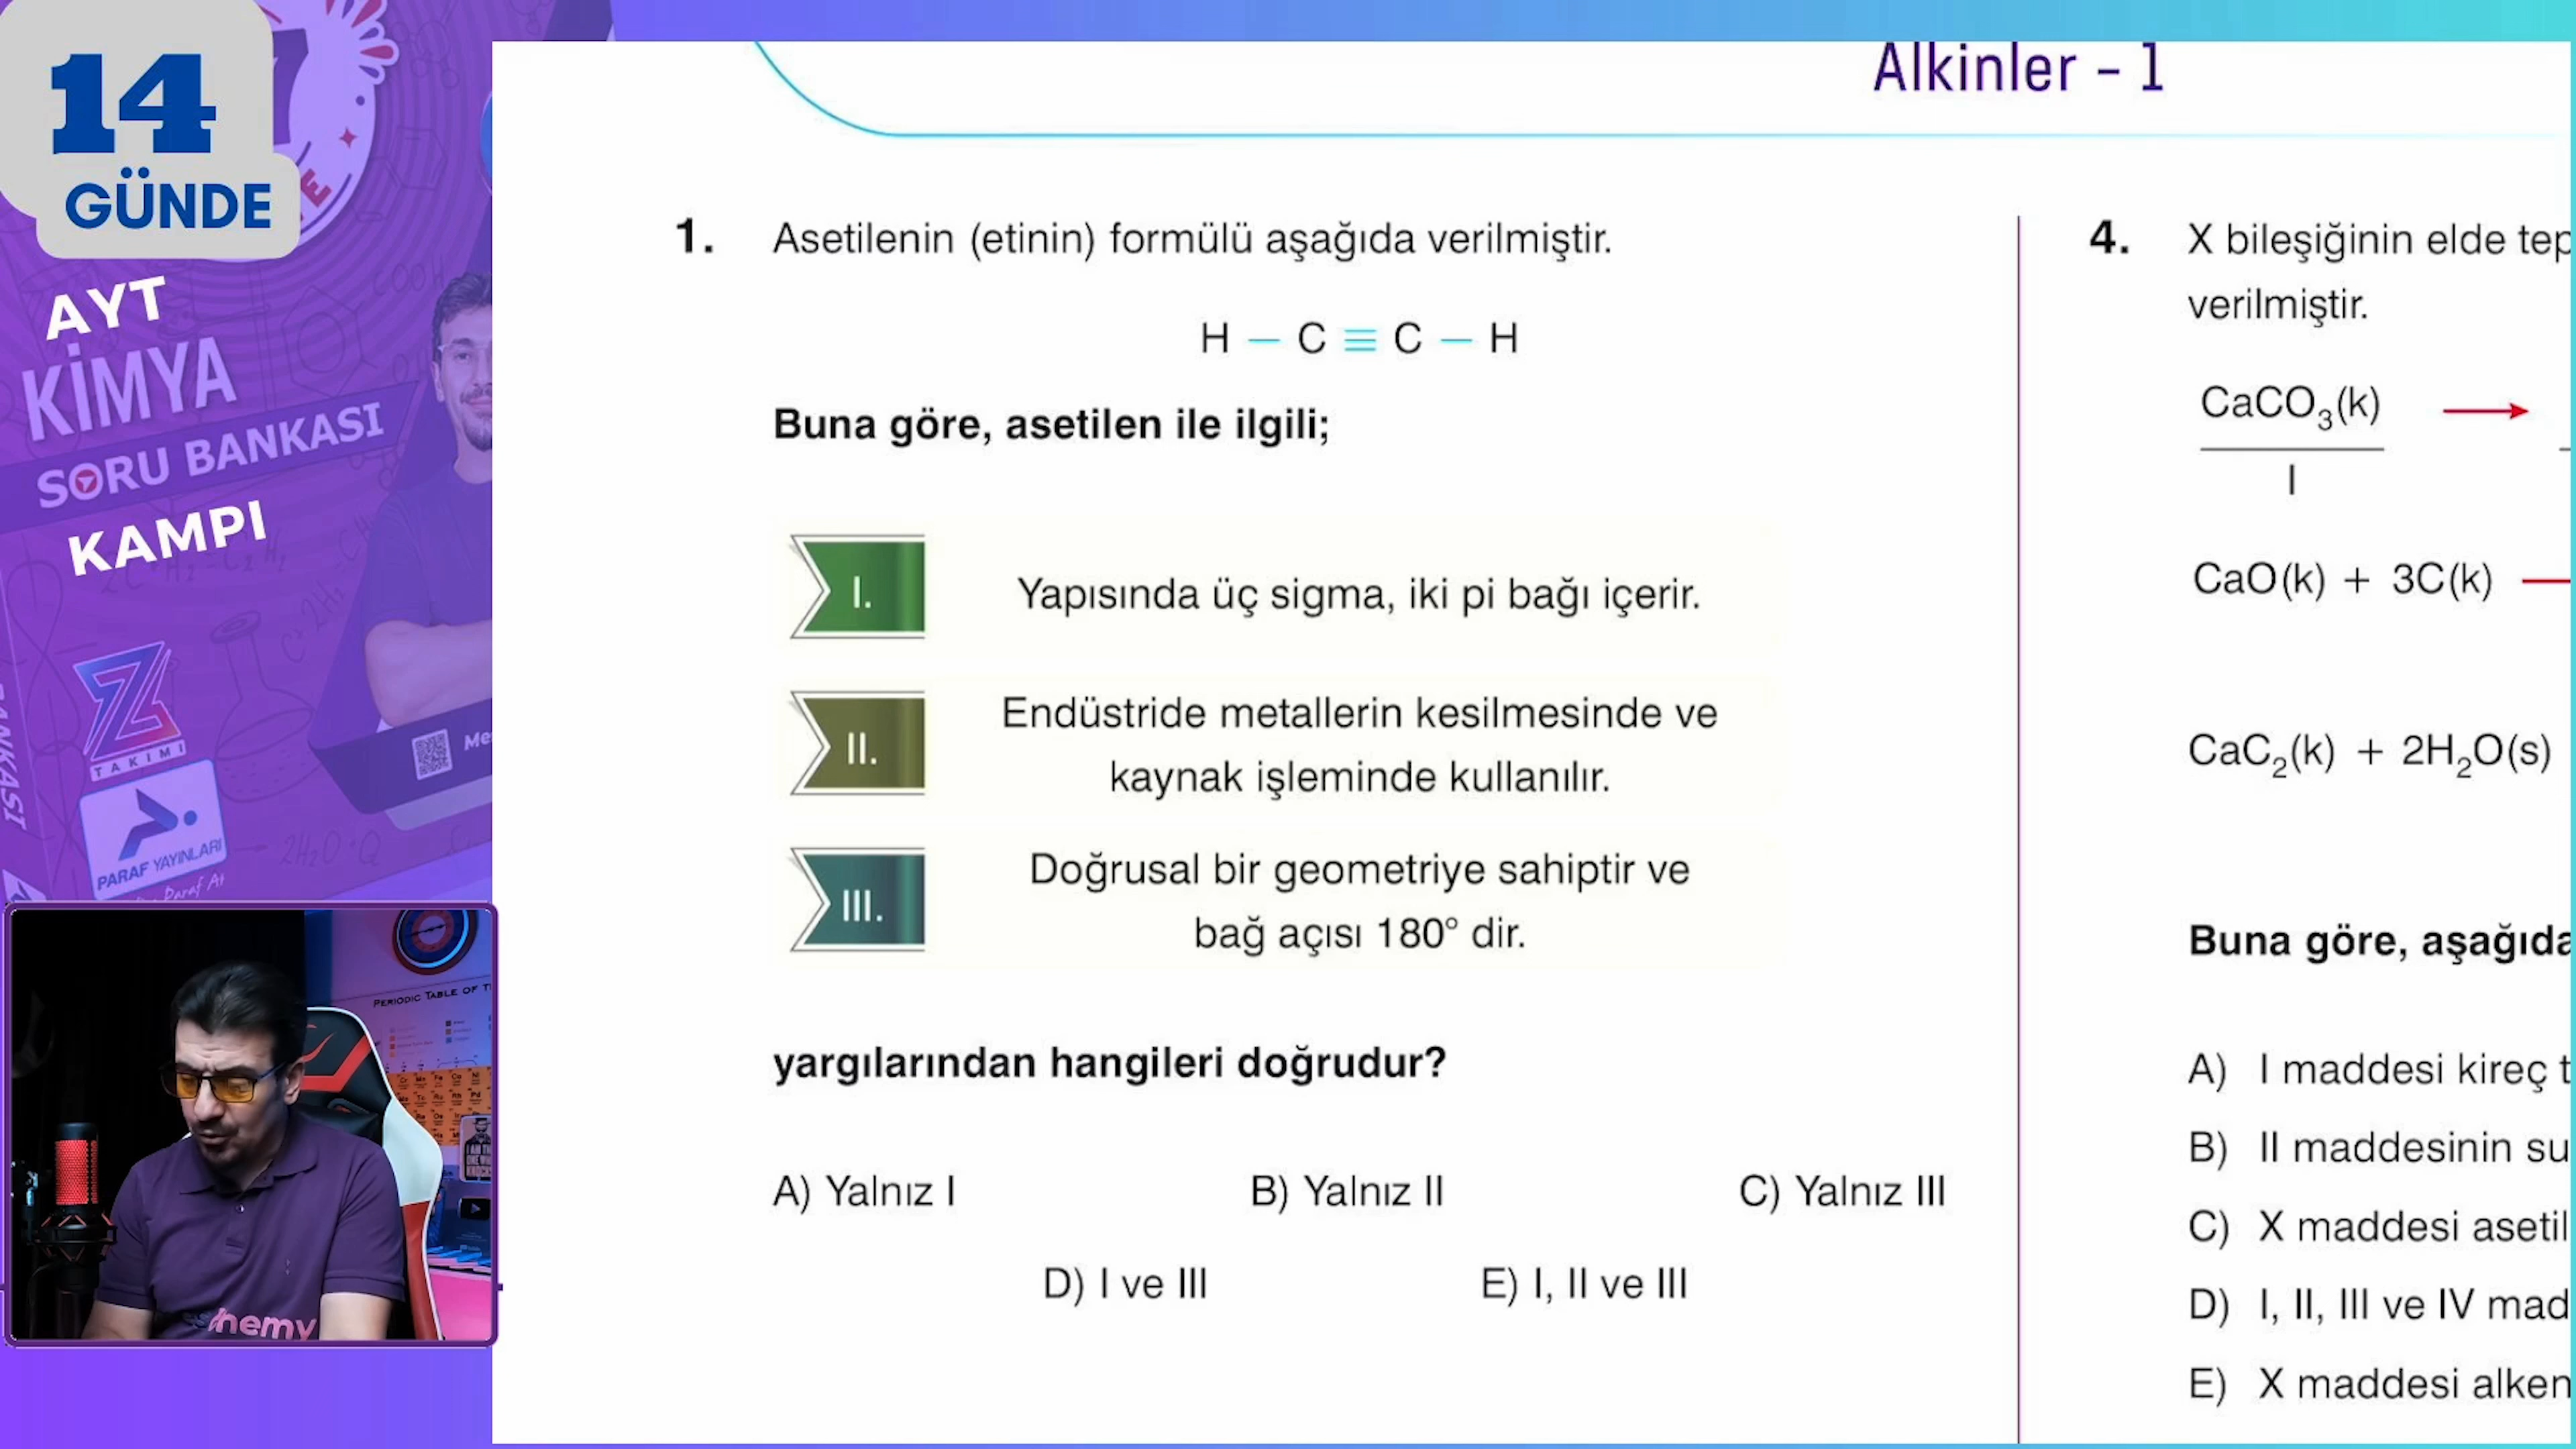 14
GÜNDE
AYT
KİMYA
SORU BANKASI
KAMPI
Z
TAKIMI
PARAF YAYINLARI
Alkinler - 1
1. Asetilenin (etinin) formülü aşağıda verilmiştir.
H — C ≡ C — H
Buna göre, asetilen ile ilgili;
I. Yapısında üç sigma, iki pi bağı içerir.
II. Endüstride metallerin kesilmesinde ve
kaynak işleminde kullanılır.
III. Doğrusal bir geometriye sahiptir ve
bağ açısı 180° dir.
yargılarından hangileri doğrudur?
A) Yalnız I B) Yalnız II C) Yalnız III
D) I ve III E) I, II ve III
4. X bileşiğinin elde tep
verilmiştir.
CaCO₃(k) →
I
CaO(k) + 3C(k) —
CaC₂(k) + 2H₂O(s)
Buna göre, aşağıda
A) I maddesi kireç t
B) II maddesinin su
C) X maddesi asetil
D) I, II, III ve IV mad
E) X maddesi alken
PERIODIC TABLE OF T
hemy